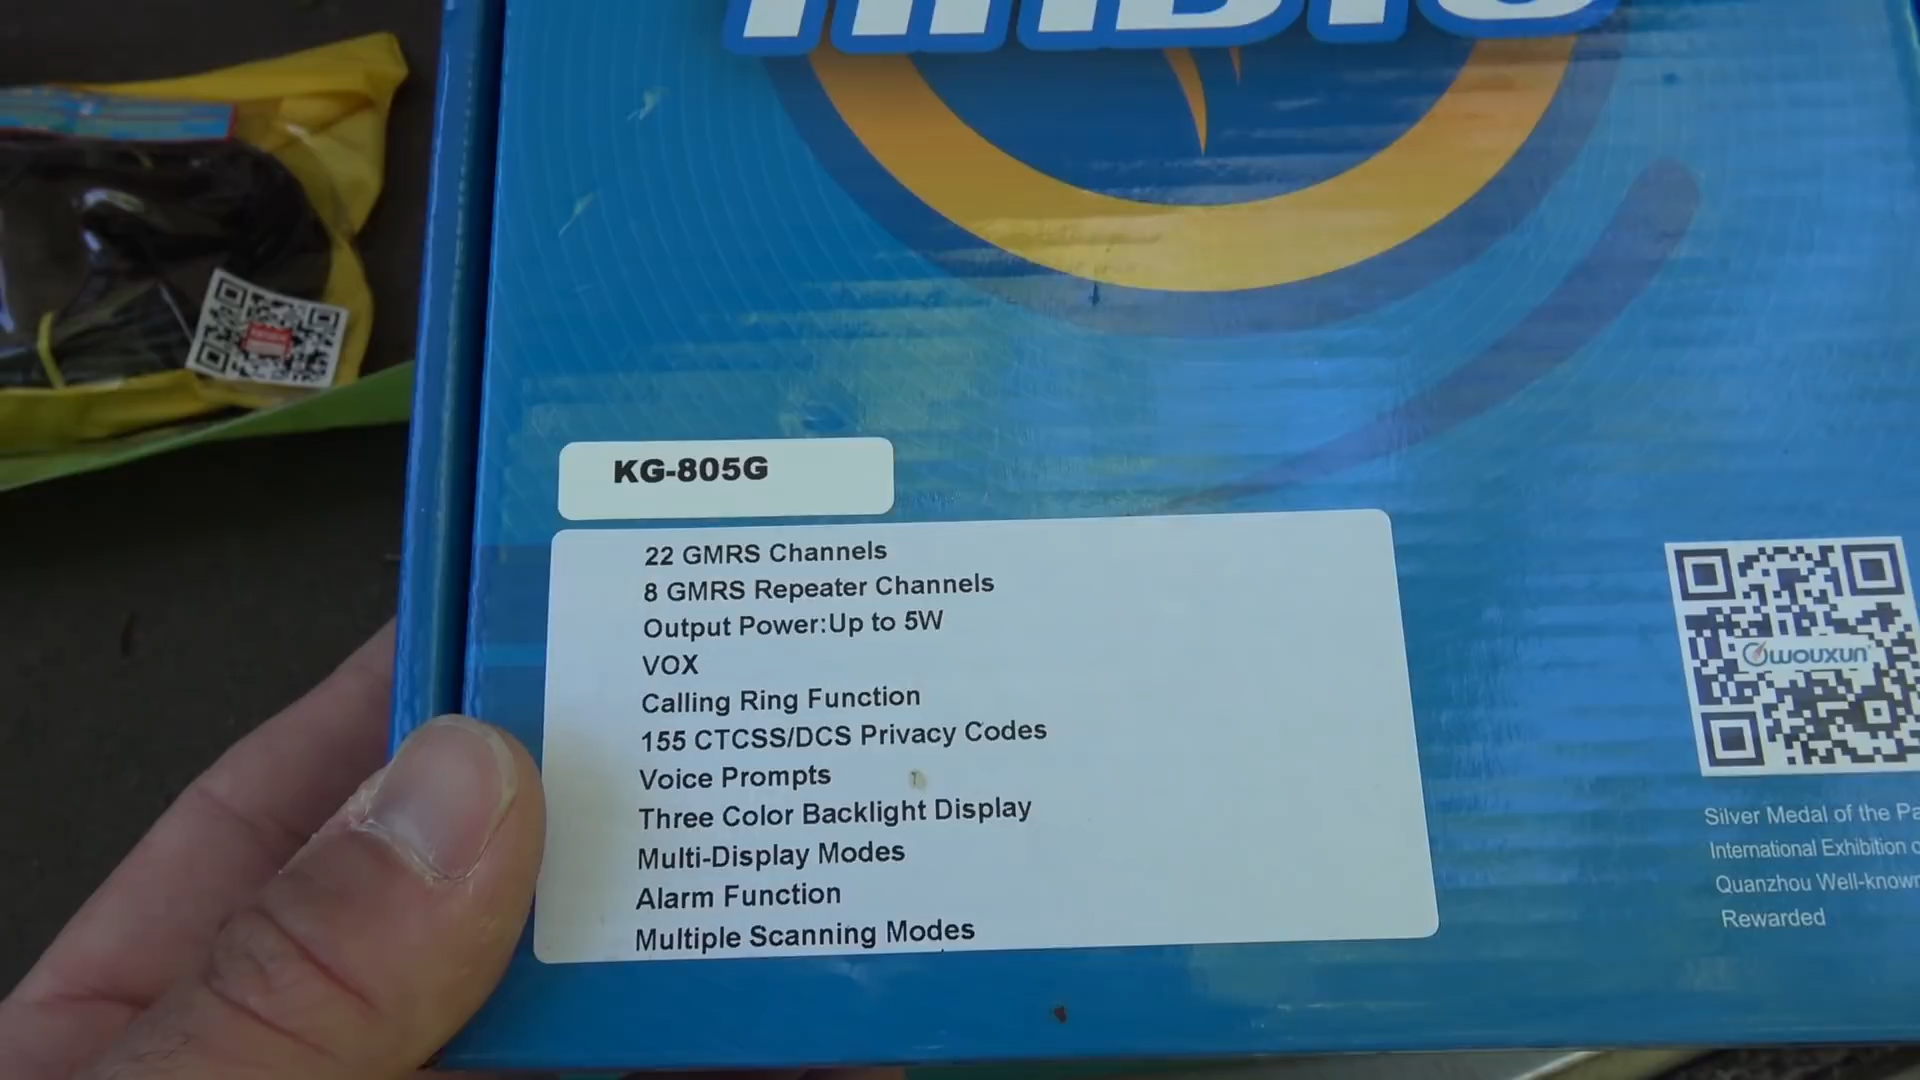 KG-805G
22 GMRS Channels
8 GMRS Repeater Channels
Output Power:Up to 5W
VOX
Calling Ring Function
155 CTCSS/DCS Privacy Codes
Voice Prompts
Three Color Backlight Display
Multi-Display Modes
Alarm Function
Multiple Scanning Modes
WOUXUN
Silver Medal of the
International Exhibition
Quanzhou Well-known
Rewarded